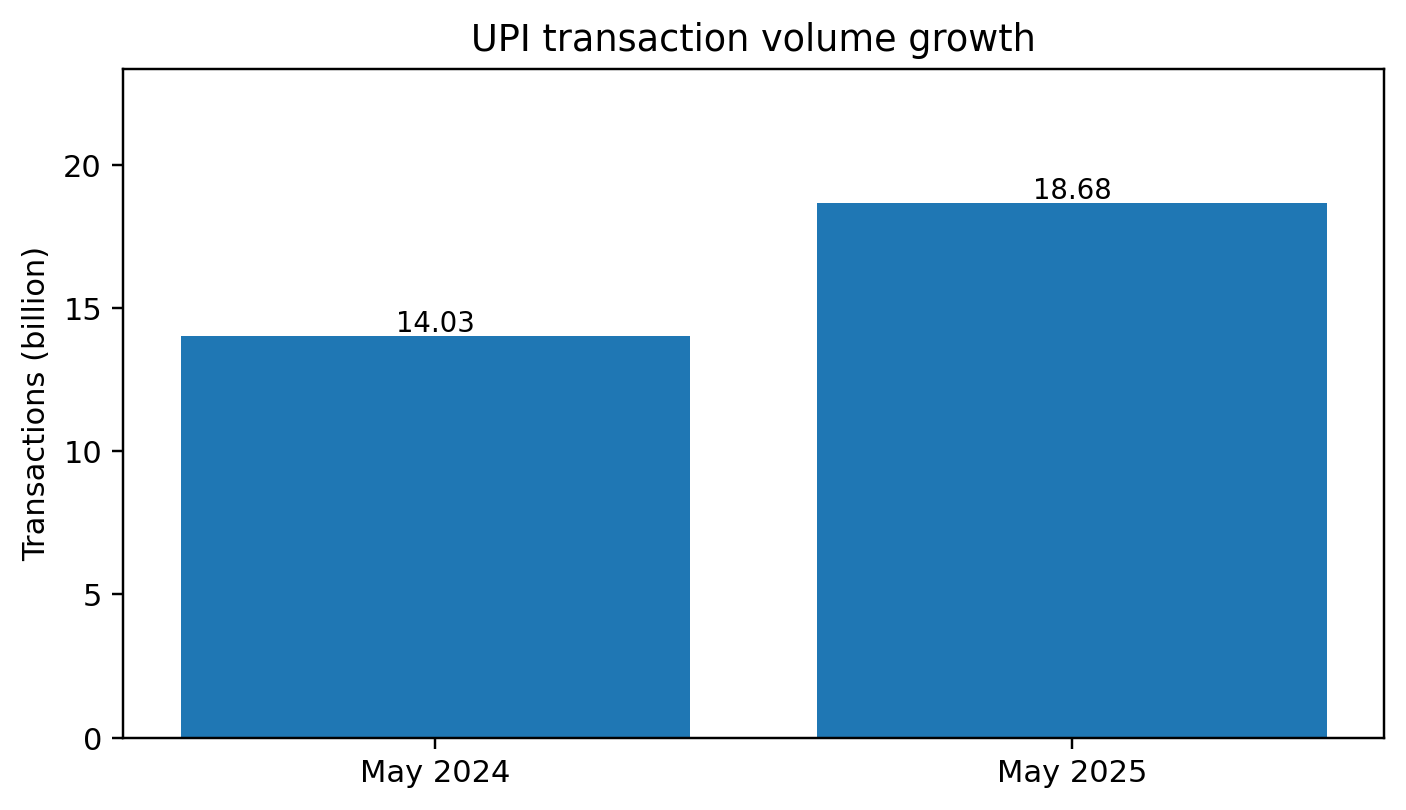 UPI transaction volume growth
Transactions (billion)
20
15
10
5
0
14.03
18.68
May 2024
May 2025